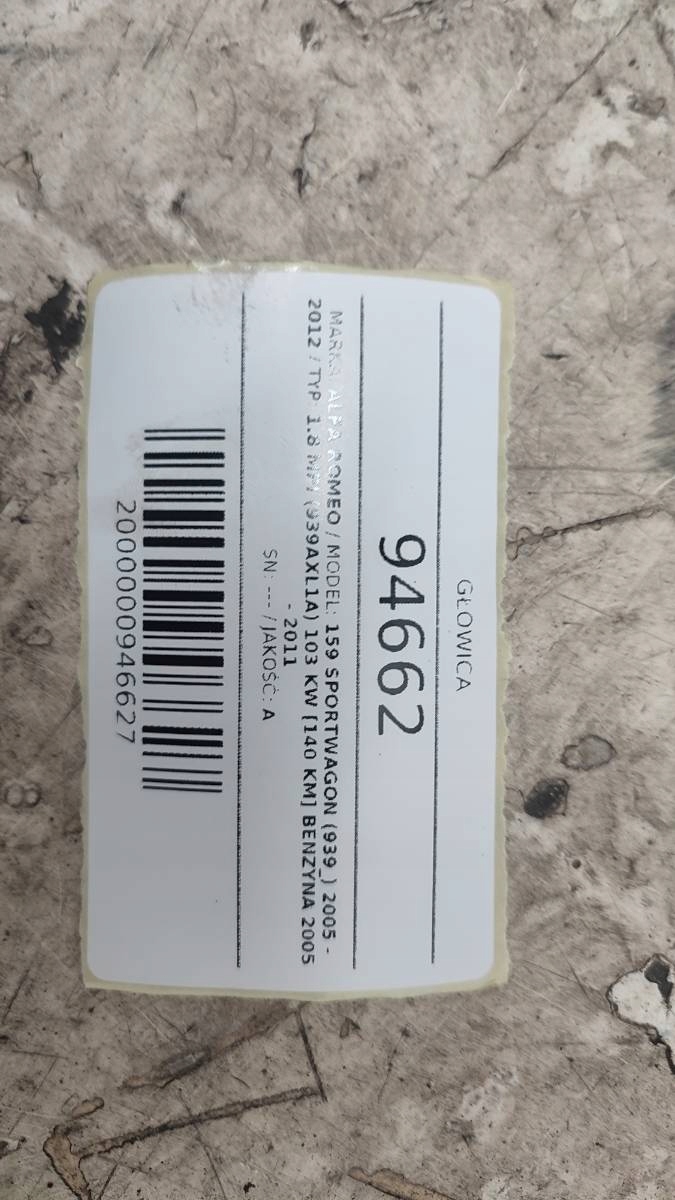 GŁOWICA
94662
MARKA: ALFA ROMEO / MODEL: 159 SPORTWAGON (939_) 2005 -
2012 / TYP: 1.8 MPI (939AXL1A) 103 KW [140 KM] BENZYNA 2005
- 2011
SN: --- / JAKOŚĆ: A
2000000946627